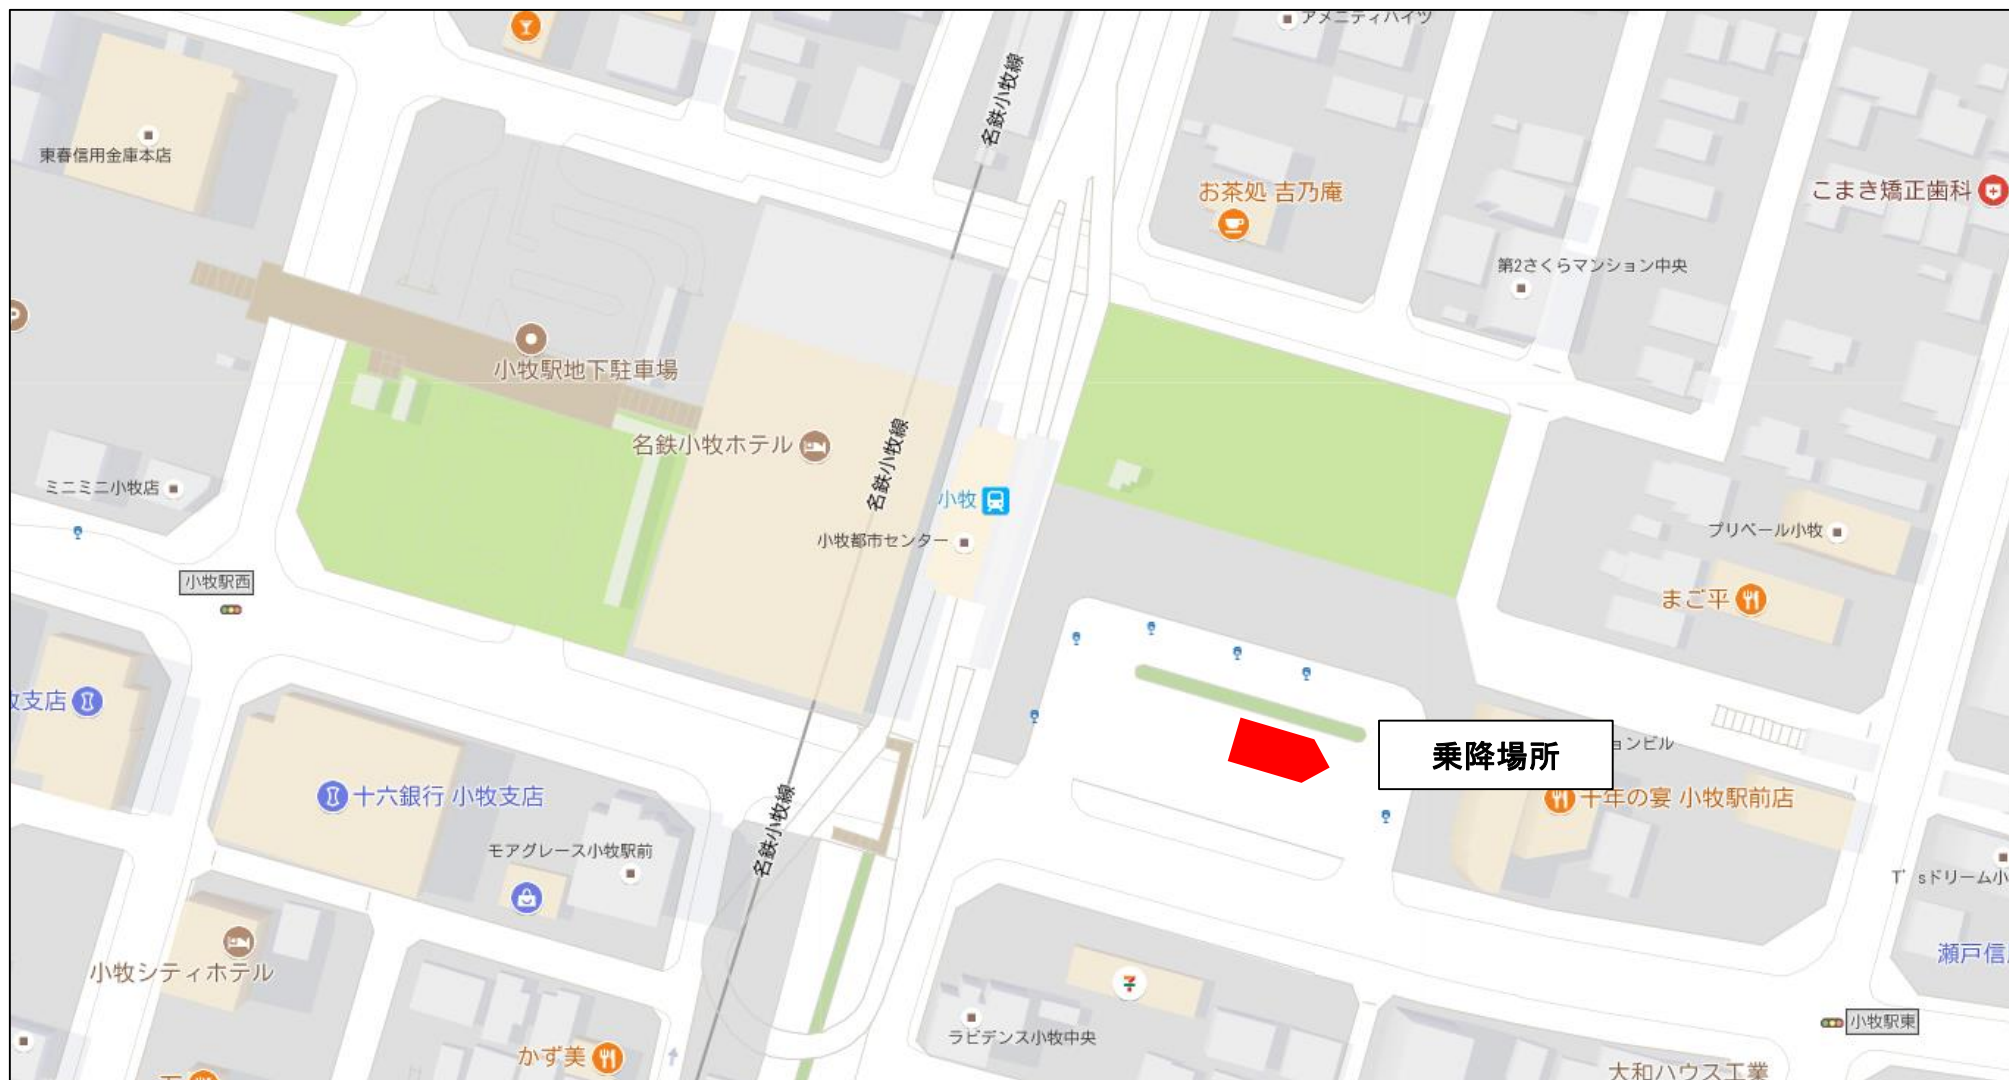 アメニティハイツ
名鉄小牧線
東春信用金庫本店
お茶処 吉乃庵
こまき矯正歯科
第2さくらマンション中央
小牧駅地下駐車場
名鉄小牧ホテル
名鉄小牧線
ミニミニ小牧店
小牧
小牧都市センター
プリベール小牧
小牧駅西
まご平
支店
乗降場所
ョンビル
十六銀行 小牧支店
十年の宴 小牧駅前店
名鉄小牧線
モアグレース小牧駅前
T'sドリーム小
小牧シティホテル
瀬戸信
7
ラビデンス小牧中央
小牧駅東
かず美
大和ハウス工業